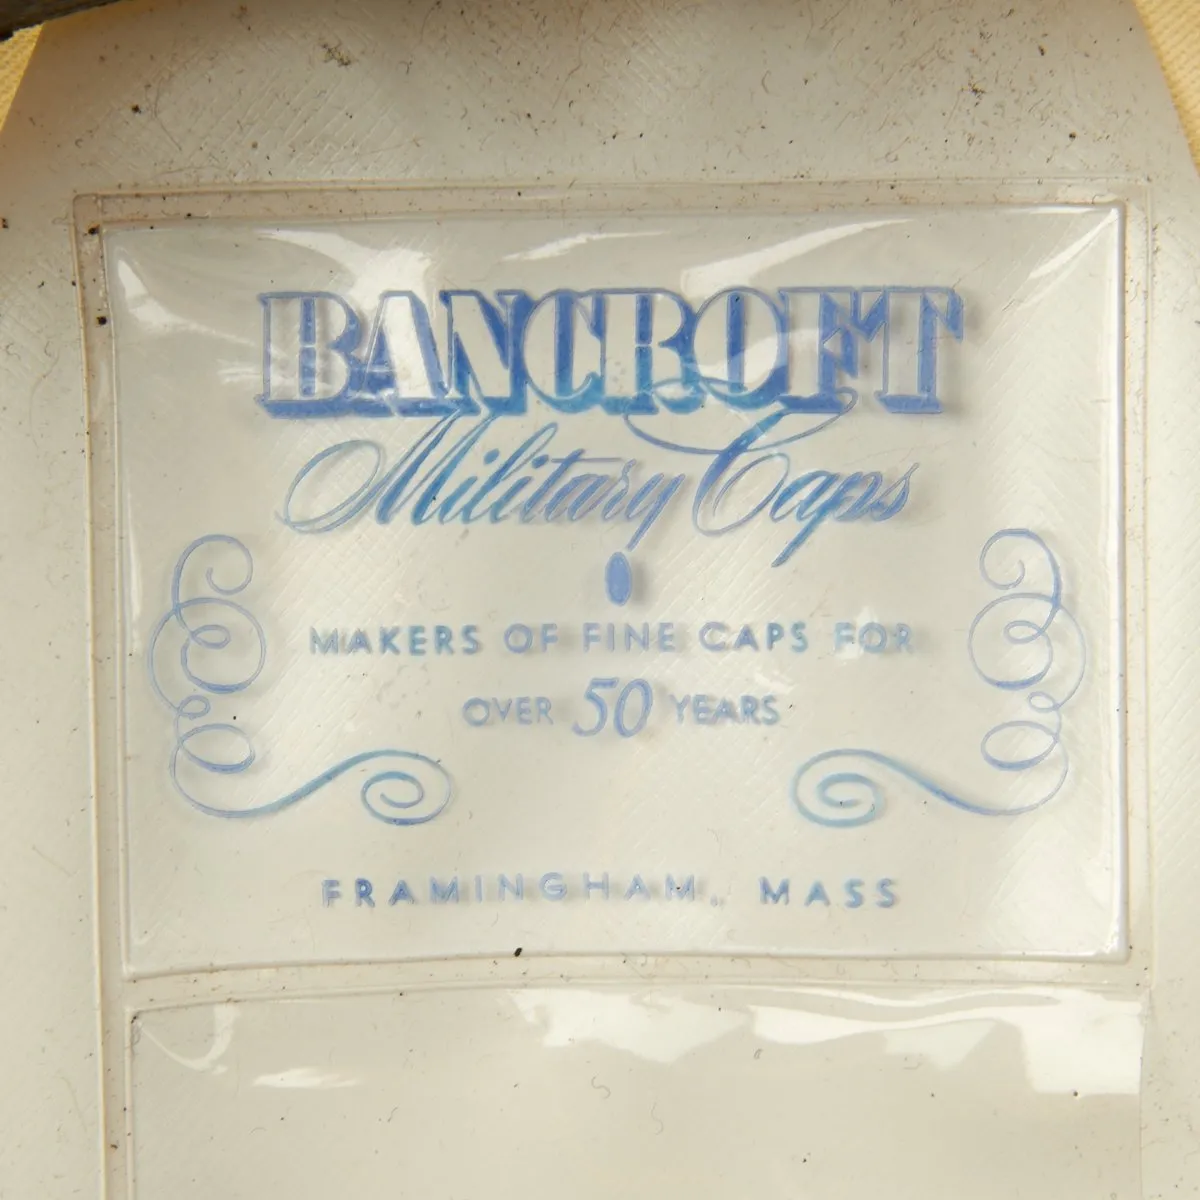 BANCROFT
Military Caps
MAKERS OF FINE CAPS FOR
OVER 50 YEARS
FRAMINGHAM, MASS